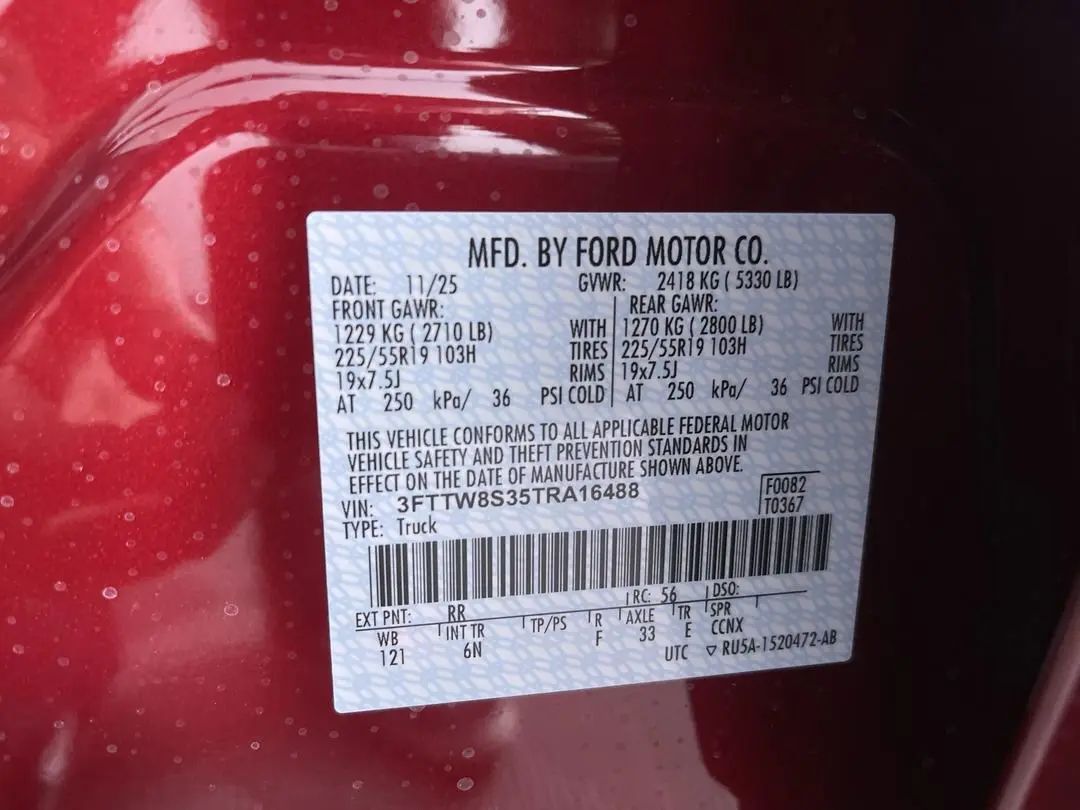 MFD. BY FORD MOTOR CO.
DATE: 11/25 GVWR: 2418 KG ( 5330 LB)
FRONT GAWR: REAR GAWR:
1229 KG ( 2710 LB) WITH 1270 KG ( 2800 LB) WITH
225/55R19 103H TIRES 225/55R19 103H TIRES
19x7.5J RIMS 19x7.5J RIMS
AT 250 kPa/ 36 PSI COLD AT 250 kPa/ 36 PSI COLD
THIS VEHICLE CONFORMS TO ALL APPLICABLE FEDERAL MOTOR
VEHICLE SAFETY AND THEFT PREVENTION STANDARDS IN
EFFECT ON THE DATE OF MANUFACTURE SHOWN ABOVE.
VIN: 3FTTW8S35TRA16488 F0082
TYPE: Truck T0367
EXT PNT: RR RC: 56 DSO:
WB INT TR TP/PS R AXLE TR SPR
121 6N F 33 E CCNX
UTC ▽ RU5A-1520472-AB